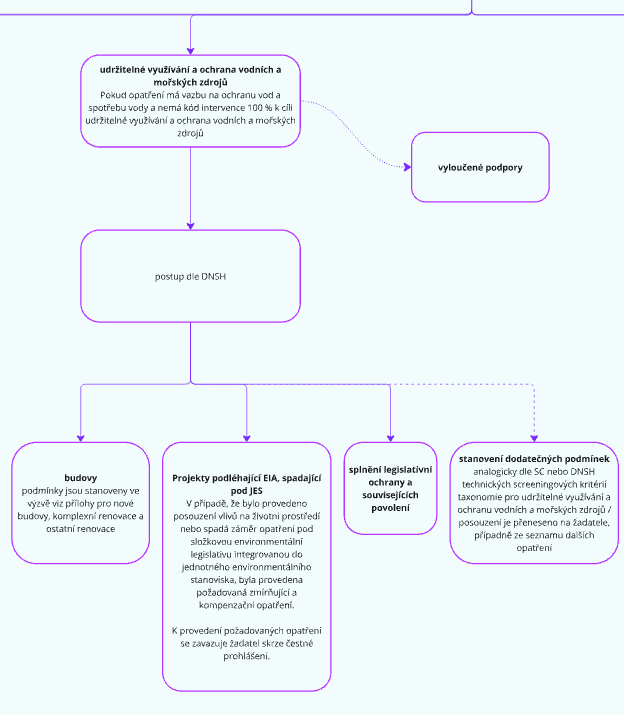 udržitelné využívání a ochrana vodních a
mořských zdrojů
Pokud opatření má vazbu na ochranu vod a
spotřebu vody a nemá kód intervence 100 % k cíli
udržitelné využívání a ochrana vodních a mořských
zdrojů
vyloučené podpory
postup dle DNSH
budovy
podmínky jsou stanoveny ve
výzvě viz přílohy pro nové
budovy, komplexní renovace a
ostatní renovace
Projekty podléhající EIA, spadající
pod JES
V případě, že bylo provedeno
posouzení vlivů na životní prostředí
nebo spadá záměr opatření pod
složkovou environmentální
legislativu integrovanou do
jednotného environmentálního
stanoviska, byla provedena
požadovaná zmírňující a
kompenzační opatření.
K provedení požadovaných opatření
se zavazuje žadatel skrze čestné
prohlášení.
splnění legislativní
ochrany a
souvisejících
povolení
stanovení dodatečných podmínek
analogicky dle SC nebo DNSH
technických screeningových kritérií
taxonomie pro udržitelné využívání a
ochranu vodních a mořských zdrojů /
posouzení je přeneseno na žadatele,
případně ze seznamu dalších
opatření